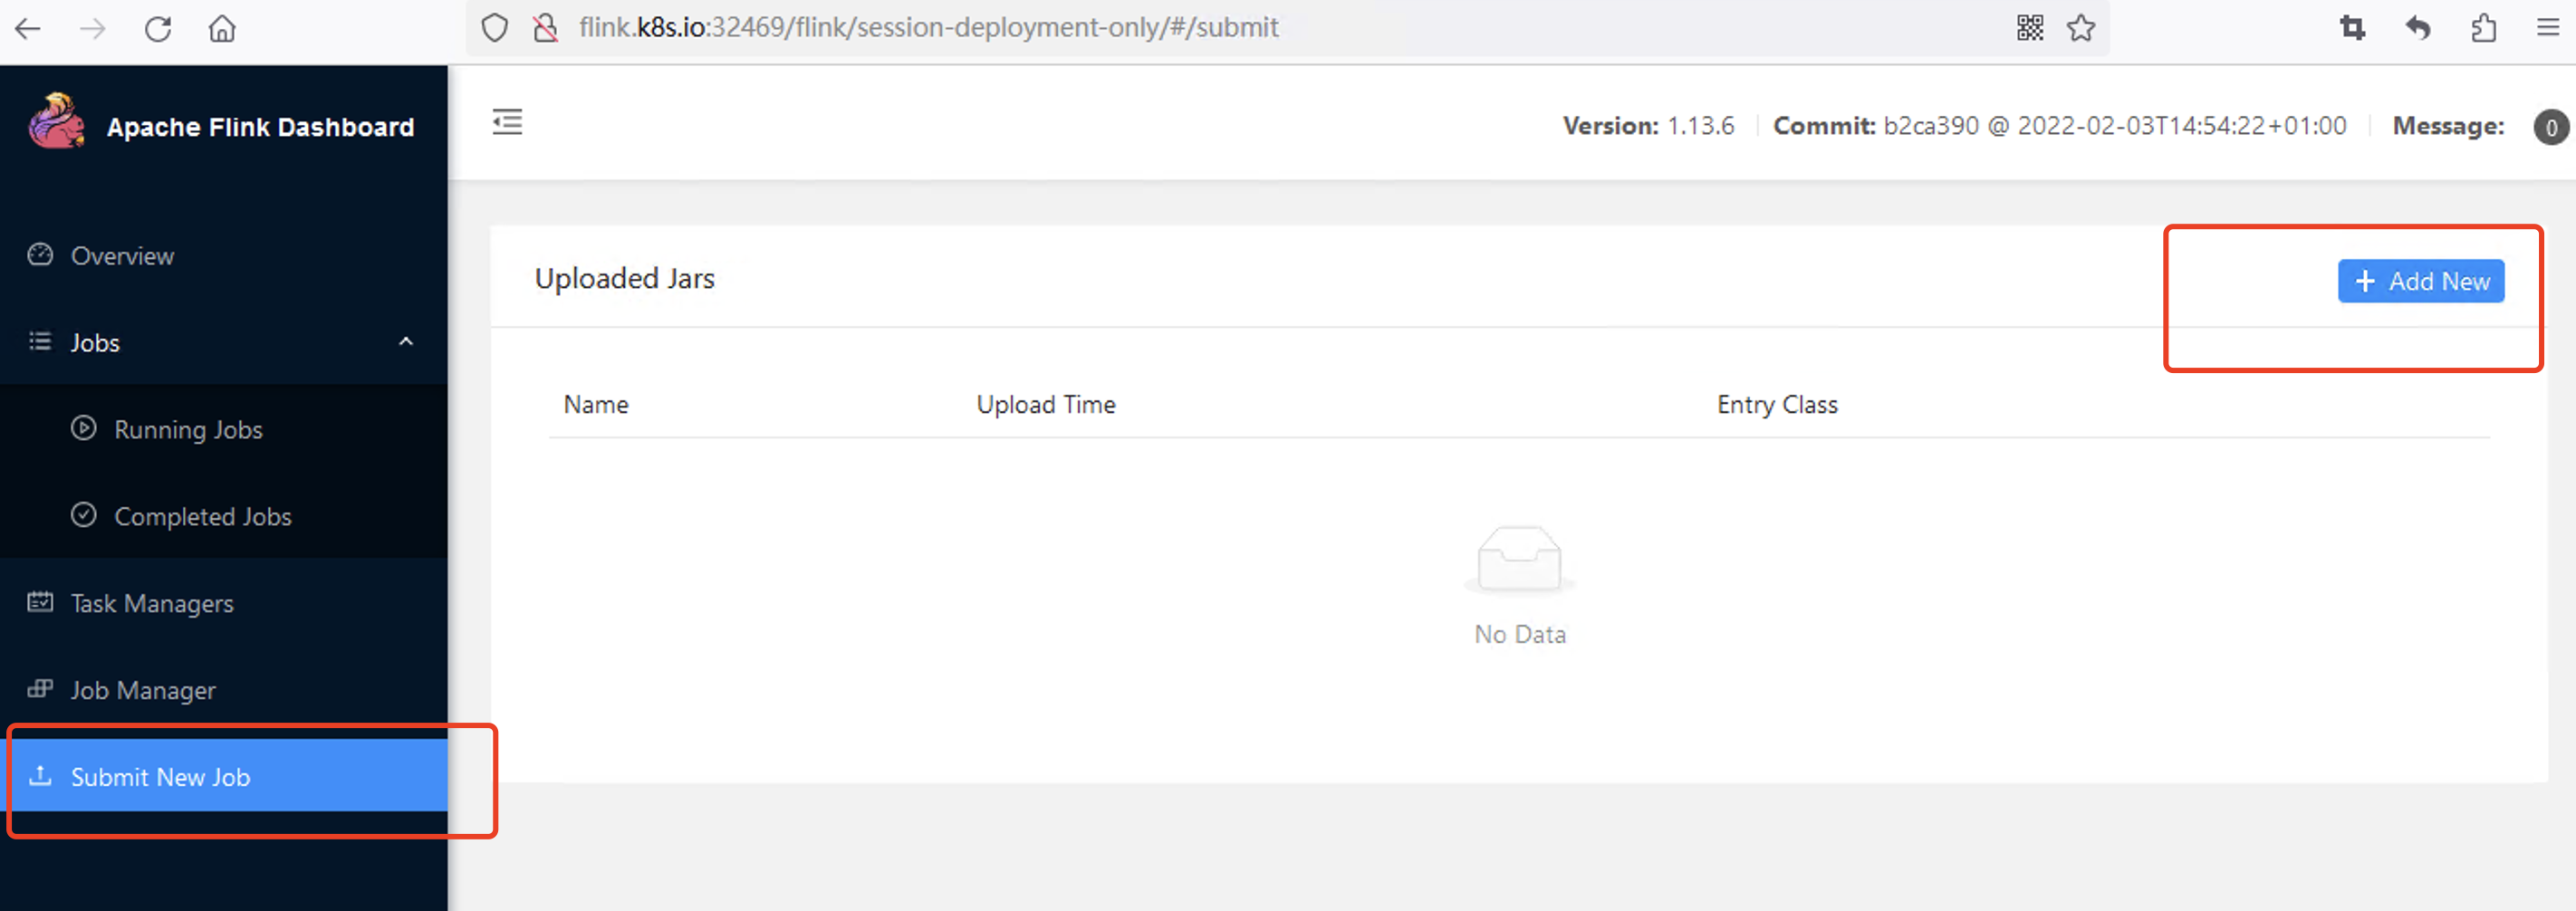 flink.k8s.io:32469/flink/session-deployment-only/#/submit
Apache Flink Dashboard
Version: 1.13.6 Commit: b2ca390 @ 2022-02-03T14:54:22+01:00 Message: 0
Overview
Jobs
Running Jobs
Completed Jobs
Task Managers
Job Manager
Submit New Job
Uploaded Jars
+ Add New
Name Upload Time Entry Class
No Data